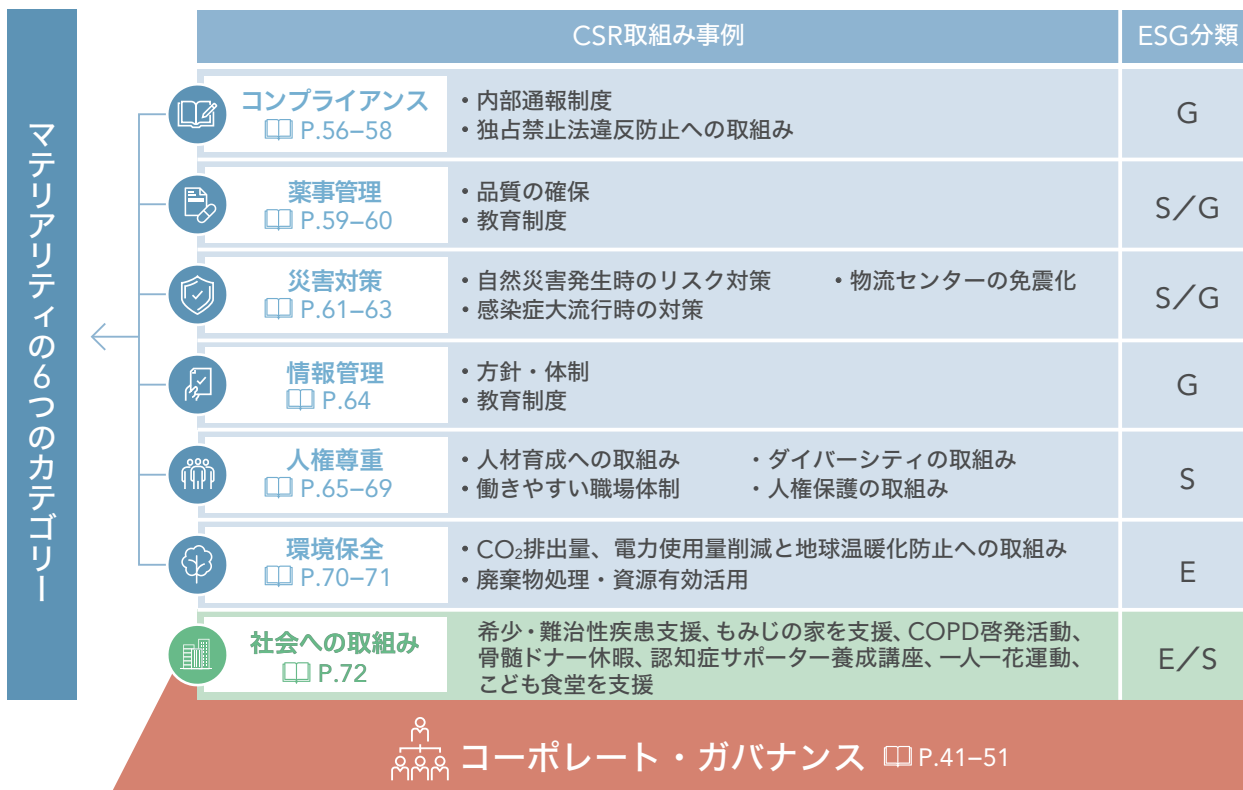 マテリアリティの6つのカテゴリー
CSR取組み事例
ESG分類
コンプライアンス
P.56–58
・内部通報制度
・独占禁止法違反防止への取組み
G
薬事管理
P.59–60
・品質の確保
・教育制度
S／G
災害対策
P.61–63
・自然災害発生時のリスク対策 ・物流センターの免震化
・感染症大流行時の対策
S／G
情報管理
P.64
・方針・体制
・教育制度
G
人権尊重
P.65–69
・人材育成への取組み ・ダイバーシティの取組み
・働きやすい職場体制 ・人権保護の取組み
S
環境保全
P.70–71
・CO₂排出量、電力使用量削減と地球温暖化防止への取組み
・廃棄物処理・資源有効活用
E
社会への取組み
P.72
希少・難治性疾患支援、もみじの家を支援、COPD啓発活動、
骨髄ドナー休暇、認知症サポーター養成講座、一人一花運動、
こども食堂を支援
E／S
コーポレート・ガバナンス P.41–51